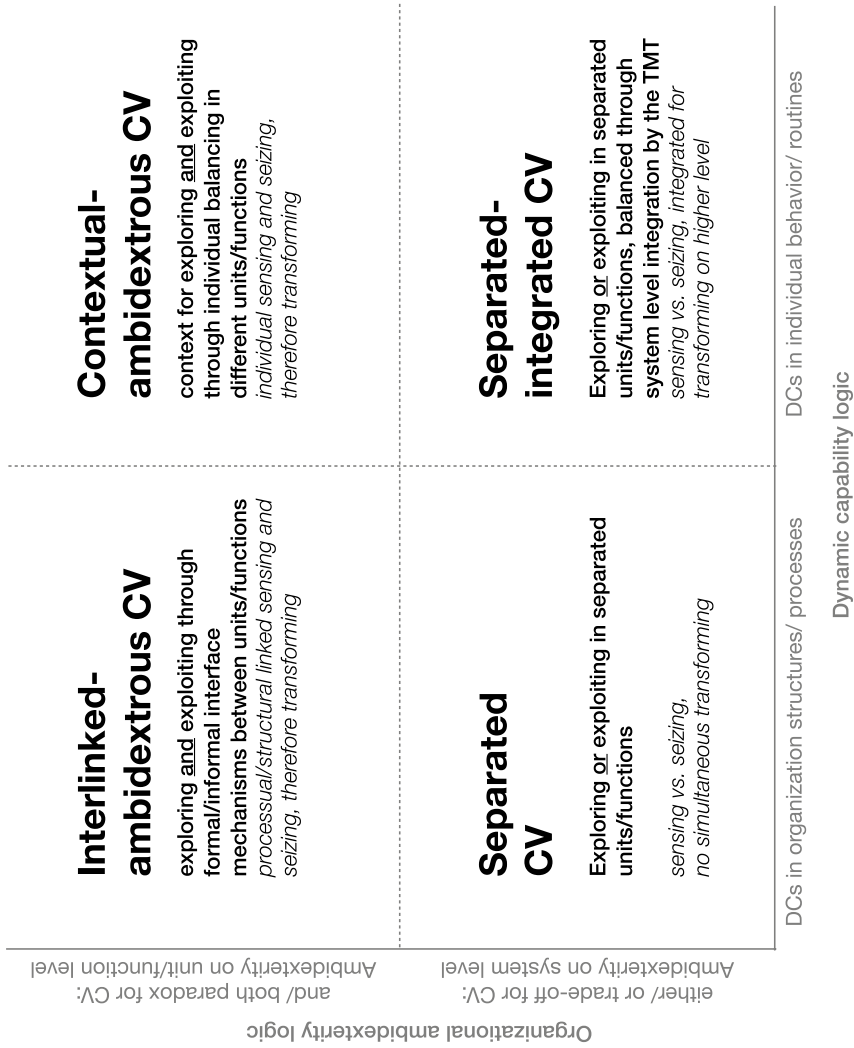 Organizational ambidexterity logic
and/ both paradox for CV:
Ambidexterity on unit/function level
either/ or trade-off for CV:
Ambidexterity on system level
Interlinked-
ambidextrous CV
exploring and exploiting through
formal/informal interface
mechanisms between units/functions
processual/structural linked sensing and
seizing, therefore transforming
Contextual-
ambidextrous CV
context for exploring and exploiting
through individual balancing in
different units/functions
individual sensing and seizing,
therefore transforming
Separated
CV
Exploring or exploiting in separated
units/functions
sensing vs. seizing,
no simultaneous transforming
Separated-
integrated CV
Exploring or exploiting in separated
units/functions, balanced through
system level integration by the TMT
sensing vs. seizing, integrated for
transforming on higher level
DCs in organization structures/ processes
DCs in individual behavior/ routines
Dynamic capability logic